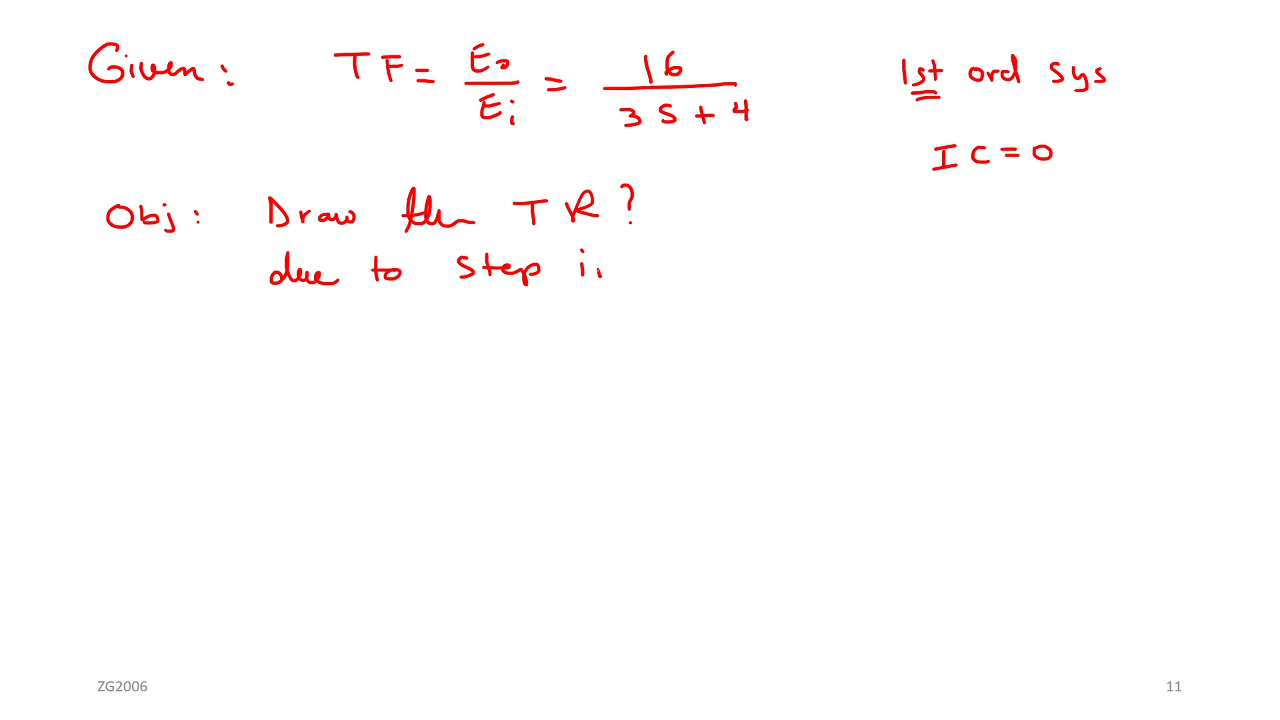 Given: TF = Eo/Ei = 16/(3S+4) 1st ord sys
IC=0
Obj: Draw the TR?
due to step i.
ZG2006 11